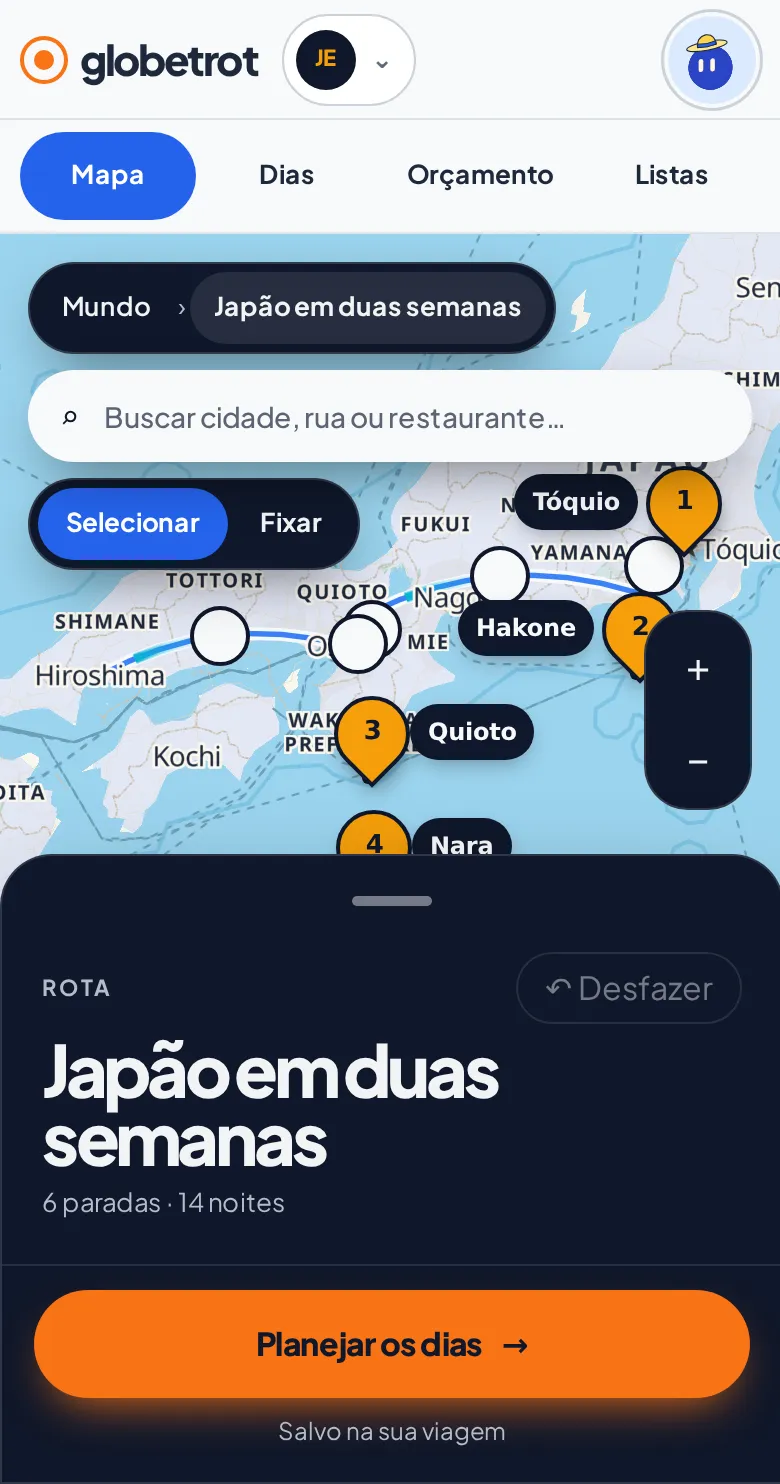 globetrot
JE
Mapa
Dias
Orçamento
Listas
Mundo › Japão em duas semanas
Sen
Buscar cidade, rua ou restaurante…
Selecionar
Fixar
Tóquio
1
FUKUI
YAMANA
Tóquio
TOTTORI
QUIOTO
Nago
SHIMANE
MIE
Hakone
2
Hiroshima
+
3
Quioto
Kochi
−
4
Nara
ROTA
↶ Desfazer
Japão em duas
semanas
6 paradas · 14 noites
Planejar os dias →
Salvo na sua viagem